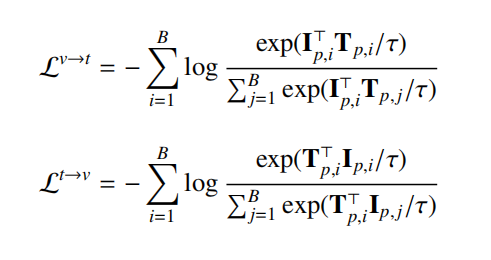 $$\mathcal{L}^{v \to t} = -\sum_{i=1}^{B} \log \frac{\exp(\mathbf{I}_{p,i}^{\top} \mathbf{T}_{p,i}/\tau)}{\sum_{j=1}^{B} \exp(\mathbf{I}_{p,i}^{\top} \mathbf{T}_{p,j}/\tau)}$$
$$\mathcal{L}^{t \to v} = -\sum_{i=1}^{B} \log \frac{\exp(\mathbf{T}_{p,i}^{\top} \mathbf{I}_{p,i}/\tau)}{\sum_{j=1}^{B} \exp(\mathbf{T}_{p,i}^{\top} \mathbf{I}_{p,j}/\tau)}$$